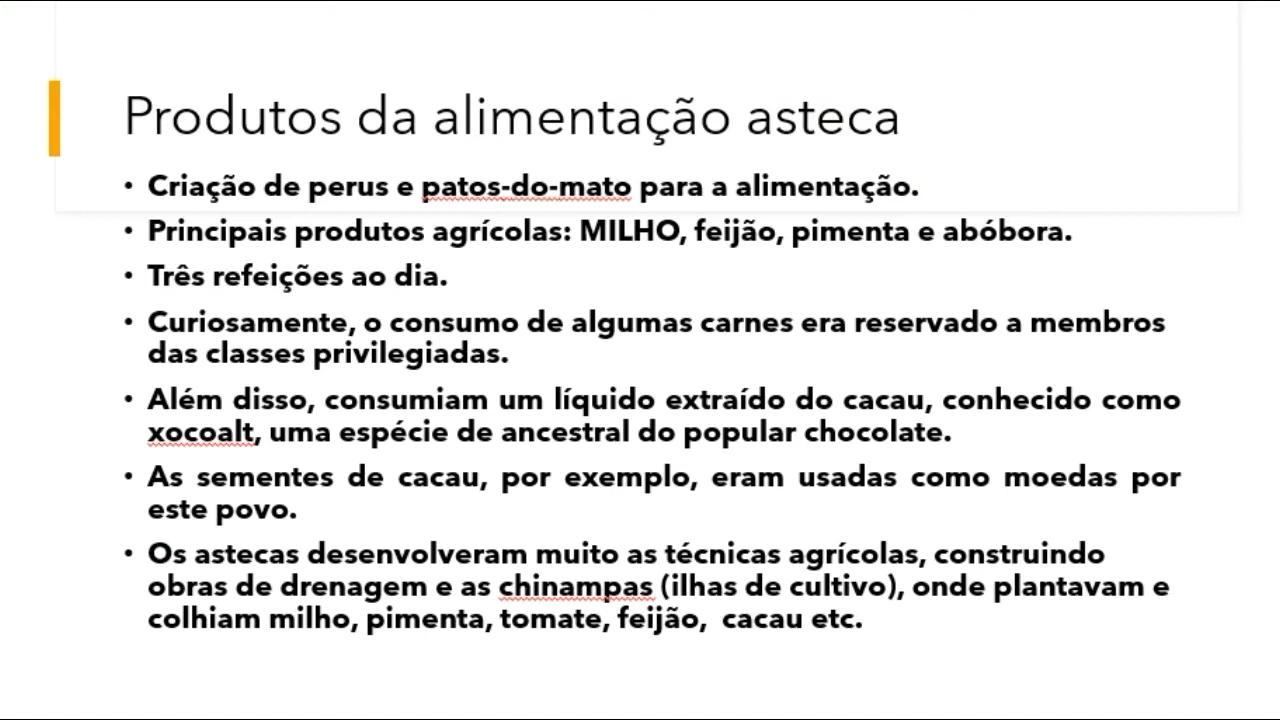 Produtos da alimentação asteca
• Criação de perus e patos-do-mato para a alimentação.
• Principais produtos agrícolas: MILHO, feijão, pimenta e abóbora.
• Três refeições ao dia.
• Curiosamente, o consumo de algumas carnes era reservado a membros
das classes privilegiadas.
• Além disso, consumiam um líquido extraído do cacau, conhecido como
xocoalt, uma espécie de ancestral do popular chocolate.
• As sementes de cacau, por exemplo, eram usadas como moedas por
este povo.
• Os astecas desenvolveram muito as técnicas agrícolas, construindo
obras de drenagem e as chinampas (ilhas de cultivo), onde plantavam e
colhiam milho, pimenta, tomate, feijão,  cacau etc.